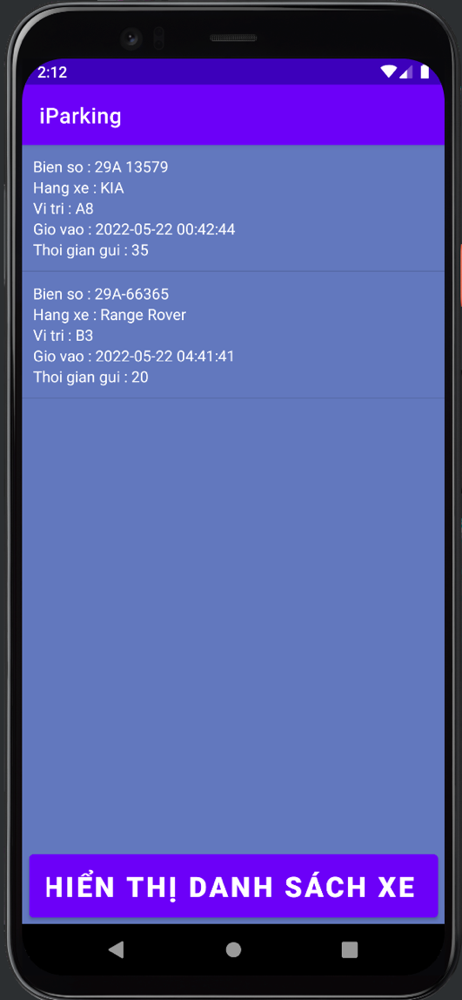 2:12
iParking
Bien so : 29A 13579
Hang xe : KIA
Vi tri : A8
Gio vao : 2022-05-22 00:42:44
Thoi gian gui : 35
Bien so : 29A-66365
Hang xe : Range Rover
Vi tri : B3
Gio vao : 2022-05-22 04:41:41
Thoi gian gui : 20
HIỂN THỊ DANH SÁCH XE